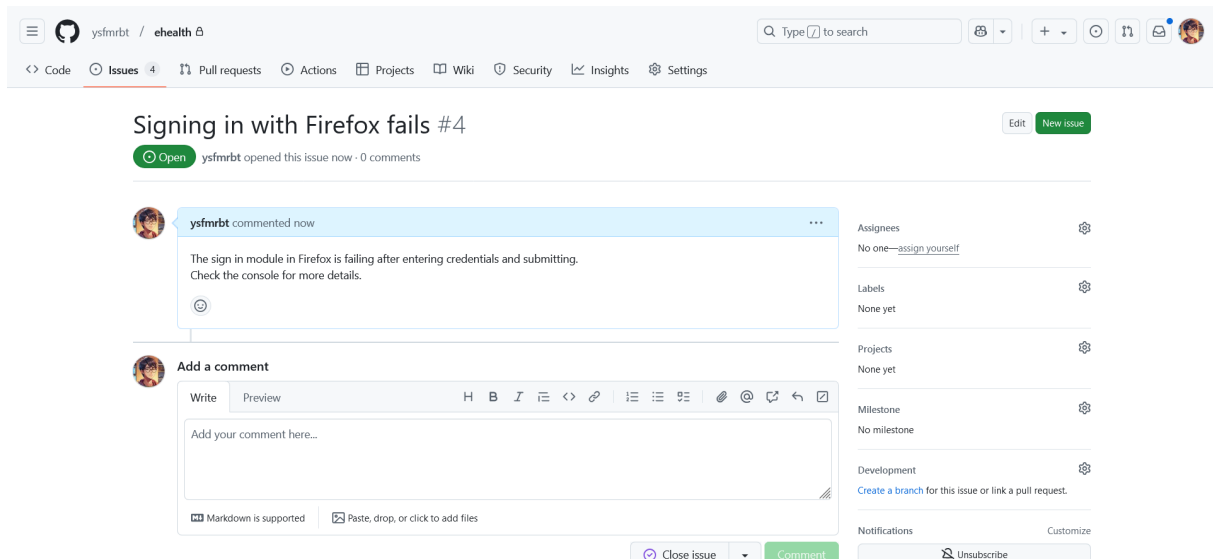 ysfmrbt / ehealth
Type / to search
Code Issues 4 Pull requests Actions Projects Wiki Security Insights Settings
Signing in with Firefox fails #4
Edit New issue
Open ysfmrbt opened this issue now · 0 comments
ysfmrbt commented now
The sign in module in Firefox is failing after entering credentials and submitting.
Check the console for more details.
Add a comment
Write Preview
Add your comment here...
Markdown is supported Paste, drop, or click to add files
Close issue Comment
Assignees
No one—assign yourself
Labels
None yet
Projects
None yet
Milestone
No milestone
Development
Create a branch for this issue or link a pull request.
Notifications Customize
Unsubscribe